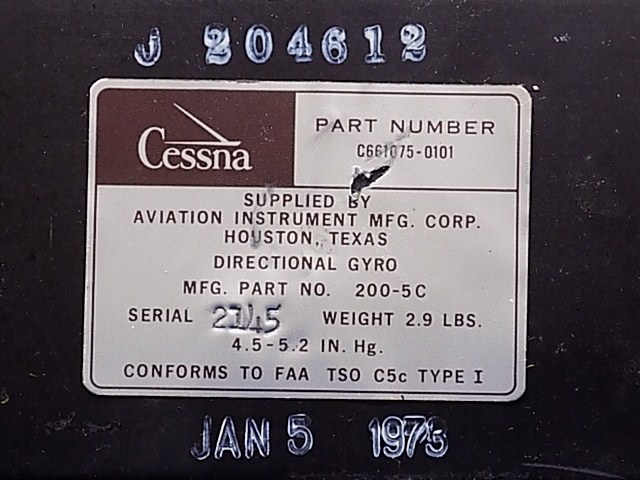 J 204612
Cessna
PART NUMBER
C661075-0101
SUPPLIED BY
AVIATION INSTRUMENT MFG. CORP.
HOUSTON, TEXAS
DIRECTIONAL GYRO
MFG. PART NO. 200-5C
SERIAL WEIGHT 2.9 LBS.
4.5-5.2 IN. Hg.
CONFORMS TO FAA TSO C5c TYPE I
JAN 5